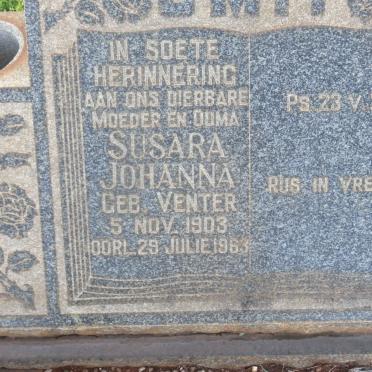 IN SOETE
HERINNERING
AAN ONS DIERBARE
MOEDER EN OUMA
SUSARA
JOHANNA
GEB. VENTER
5 NOV. 1903
OORL. 29 JULIE 1963
PS. 23 V.
RUS IN VRE